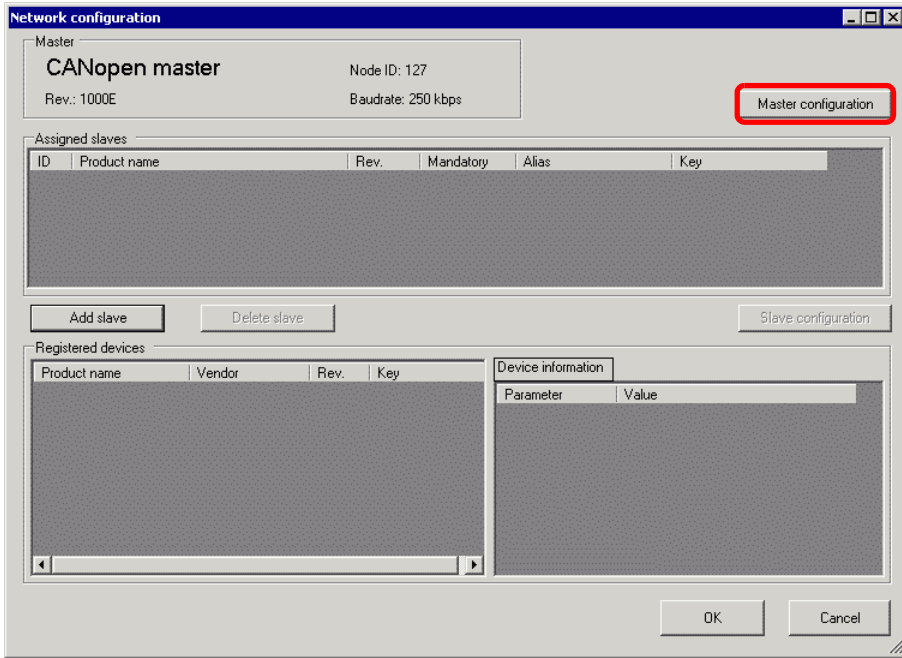 Network configuration
Master
CANopen master
Node ID: 127
Rev.: 1000E
Baudrate: 250 kbps
Master configuration
Assigned slaves
ID Product name Rev. Mandatory Alias Key
Add slave
Delete slave
Slave configuration
Registered devices
Product name Vendor Rev. Key
Device information
Parameter Value
OK
Cancel